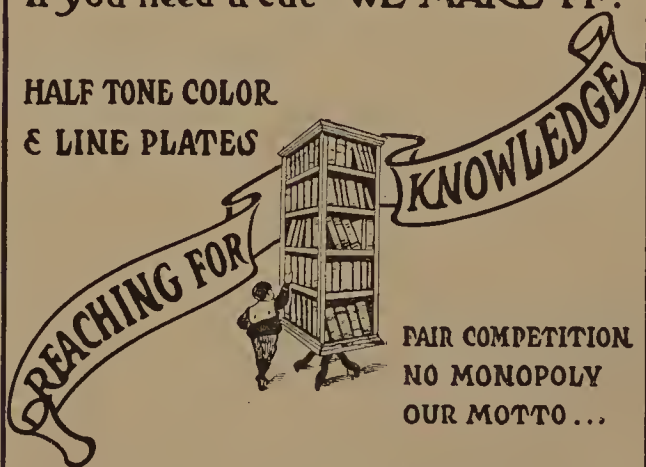 If you need a cut "WE MAKE IT".
HALF TONE COLOR
& LINE PLATES
REACHING FOR
KNOWLEDGE
FAIR COMPETITION
NO MONOPOLY
OUR MOTTO...